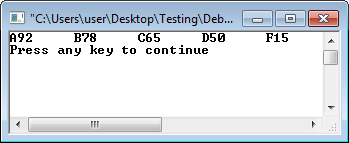 "C:\Users\user\Desktop\Testing\Deb...
A92 B78 C65 D50 F15
Press any key to continue